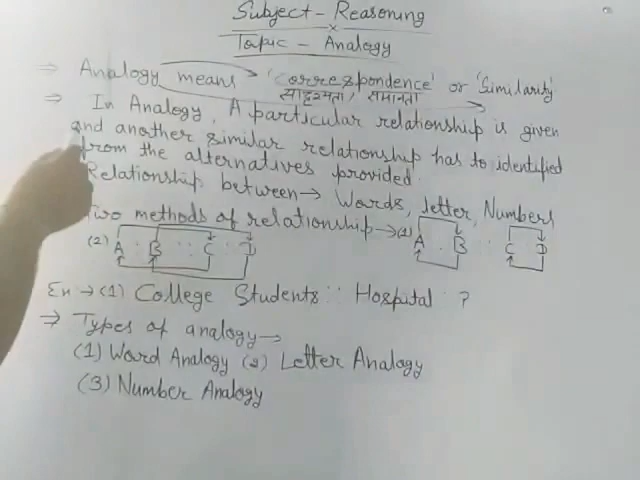 Subject - Reasoning
×
Topic - Analogy
⇒ Analogy means 'correspondence' or 'Similarity'
सादृश्यता, समानता
⇒ In Analogy, A particular relationship is given
and another similar relationship has to identified
from the alternatives provided.
Relationship between → Words, letter, Numbers
Two methods of relationship → (1) A : B :: C : D
(2) A : B :: C : D
Ex → (1) College : Students :: Hospital : ?
⇒ Types of analogy →
(1) Word Analogy (2) Letter Analogy
(3) Number Analogy